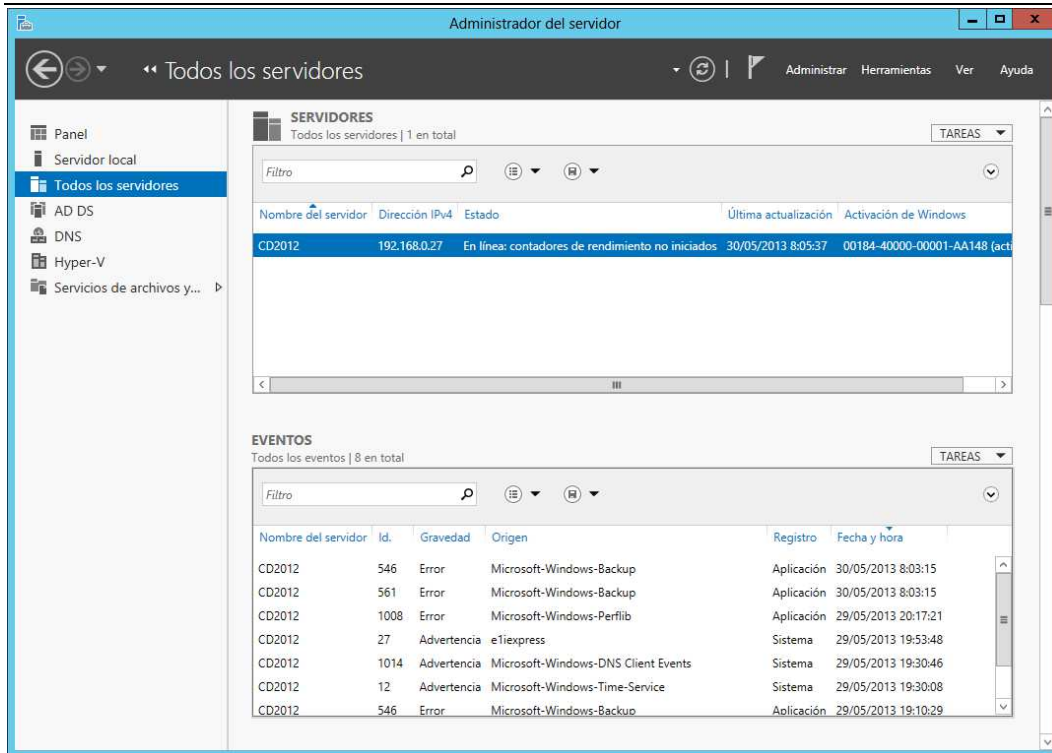 Administrador del servidor
Todos los servidores
Administrar Herramientas Ver Ayuda
Panel
Servidor local
Todos los servidores
AD DS
DNS
Hyper-V
Servicios de archivos y...
SERVIDORES
Todos los servidores | 1 en total
TAREAS
Filtro
Nombre del servidor Dirección IPv4 Estado Última actualización Activación de Windows
CD2012 192.168.0.27 En línea: contadores de rendimiento no iniciados 30/05/2013 8:05:37 00184-40000-00001-AA148 (acti
EVENTOS
Todos los eventos | 8 en total
TAREAS
Filtro
Nombre del servidor Id. Gravedad Origen Registro Fecha y hora
CD2012 546 Error Microsoft-Windows-Backup Aplicación 30/05/2013 8:03:15
CD2012 561 Error Microsoft-Windows-Backup Aplicación 30/05/2013 8:03:15
CD2012 1008 Error Microsoft-Windows-Perflib Aplicación 29/05/2013 20:17:21
CD2012 27 Advertencia e1iexpress Sistema 29/05/2013 19:53:48
CD2012 1014 Advertencia Microsoft-Windows-DNS Client Events Sistema 29/05/2013 19:30:46
CD2012 12 Advertencia Microsoft-Windows-Time-Service Sistema 29/05/2013 19:30:08
CD2012 546 Error Microsoft-Windows-Backup Aplicación 29/05/2013 19:10:29